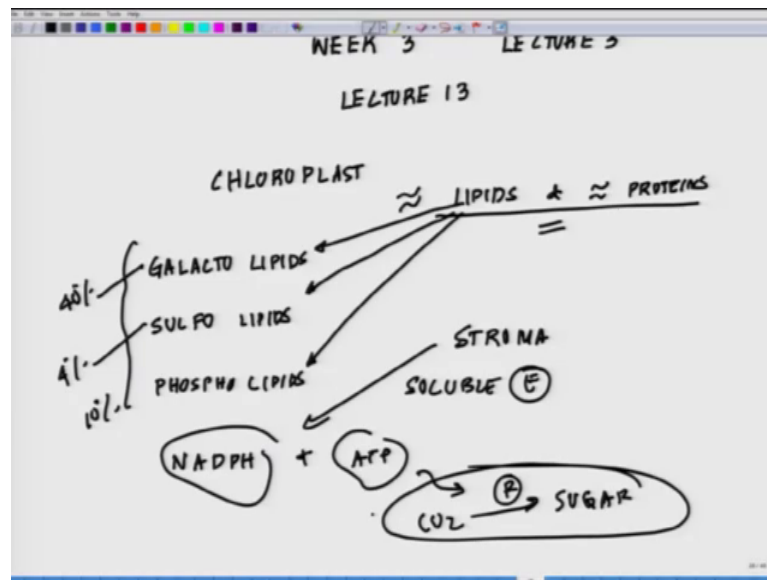 WEEK 3 LECTURE 3
LECTURE 13
CHLOROPLAST
≈ LIPIDS & ≈ PROTEINS
GALACTO LIPIDS
40%
SULFO LIPIDS
4%
STROMA
PHOSPHO LIPIDS
10%
SOLUBLE E
NADPH + ATP
R
CO2 → SUGAR